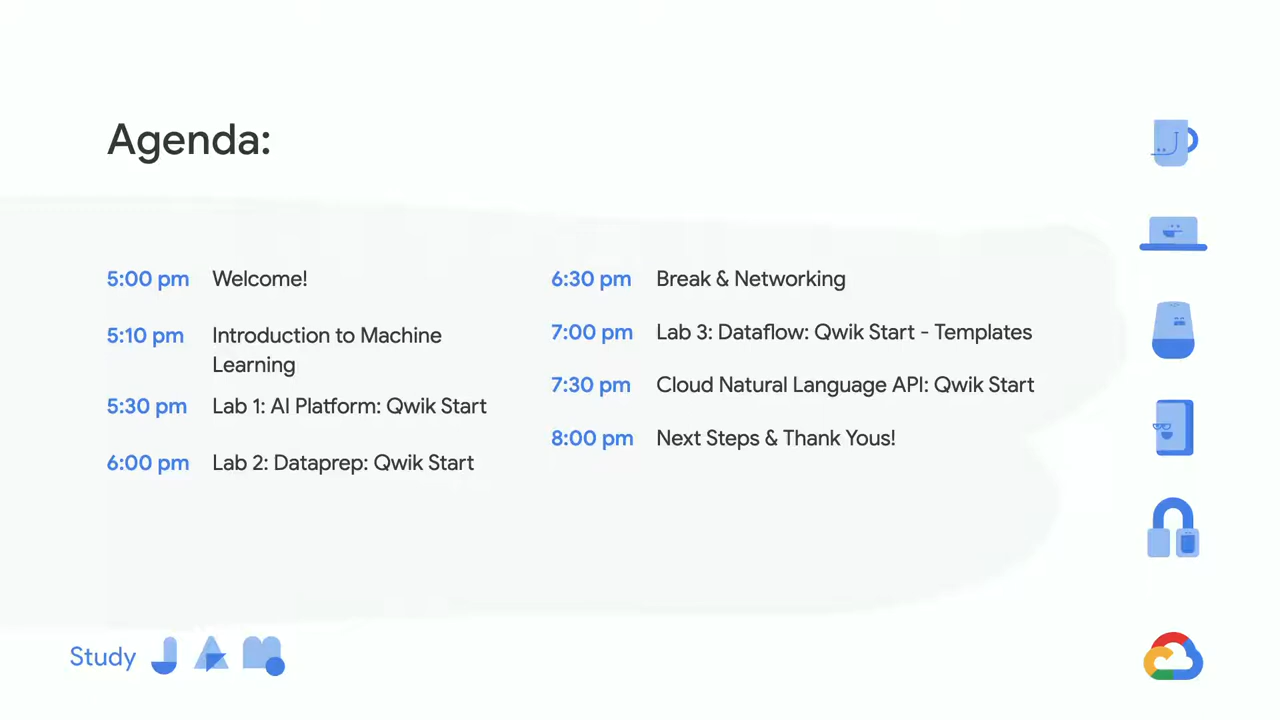 Agenda:
5:00 pm Welcome!
5:10 pm Introduction to Machine
Learning
5:30 pm Lab 1: AI Platform: Qwik Start
6:00 pm Lab 2: Dataprep: Qwik Start
6:30 pm Break & Networking
7:00 pm Lab 3: Dataflow: Qwik Start - Templates
7:30 pm Cloud Natural Language API: Qwik Start
8:00 pm Next Steps & Thank Yous!
Study JAM